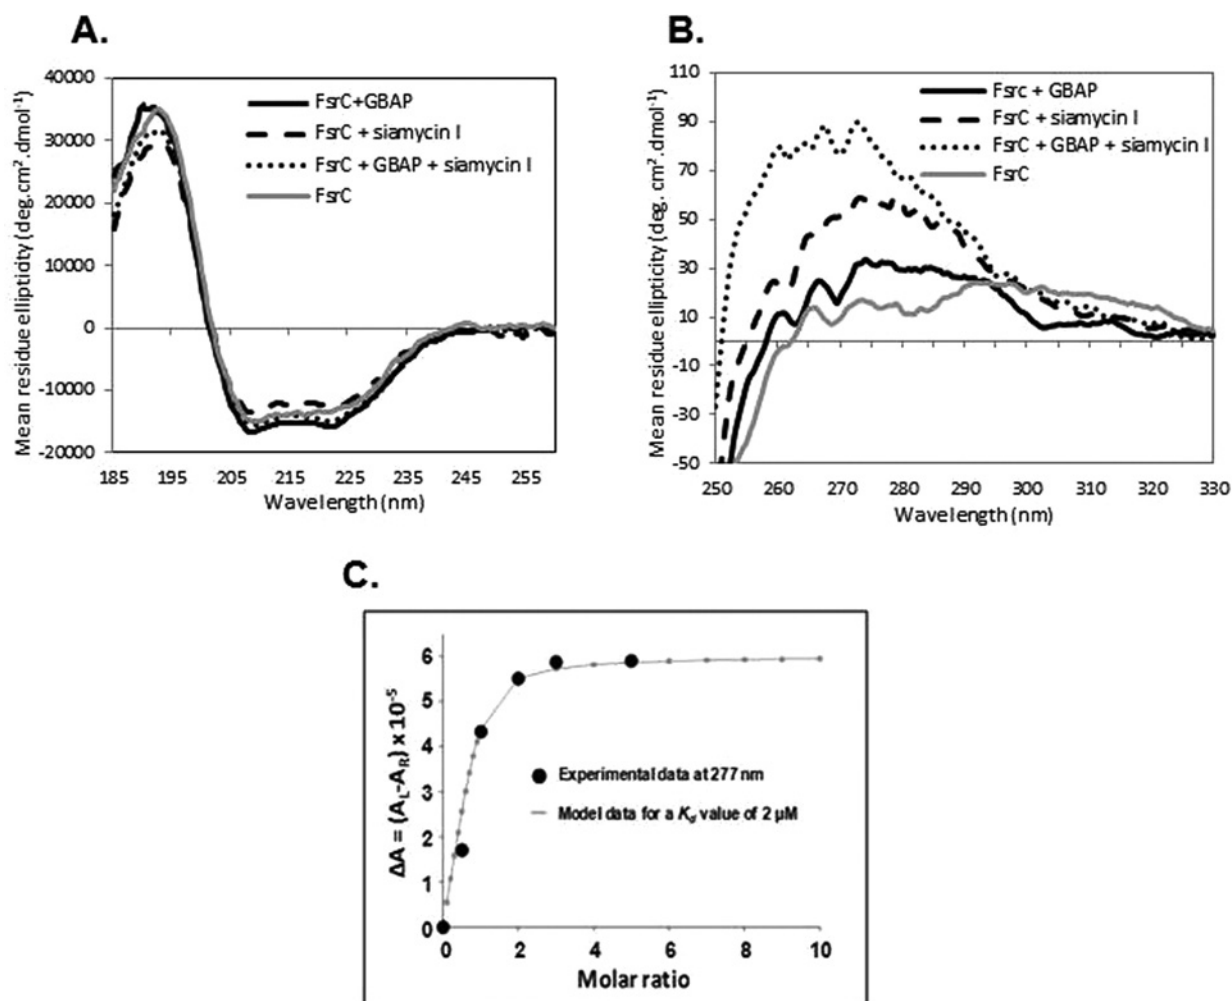 A.
Mean residue elliptidty (deg.cm².dmol⁻¹)
40000
30000
20000
10000
0
-10000
-20000
FsrC+GBAP
FsrC + siamycin I
FsrC + GBAP + siamycin I
FsrC
185 195 205 215 225 235 245 255
Wavelength (nm)
B.
Mean residue ellipticity (deg. cm². dmol⁻¹)
110
90
70
50
30
10
-10
-30
-50
Fsrc + GBAP
FsrC + siamycin I
FsrC + GBAP + siamycin I
FsrC
250 260 270 280 290 300 310 320 330
Wavelength (nm)
C.
ΔA = (A_L-A_R) x 10⁻⁵
6
5
4
3
2
1
0
Experimental data at 277 nm
Model data for a K_d value of 2 µM
0 2 4 6 8 10
Molar ratio